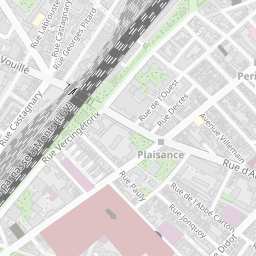 Rue Labrouste
Rue Castagnary
Rue Georges Pitard
Vouillé
Rue Castagnary
Rue de l'Ouest
Rue Decrès
Avenue Villemain
Rue Vercingétorix
Plaisance
Rue d'A
Rue Pauly
Rue de l'Abbé Carton
Rue Jonquoy
Rue Didot
Peri